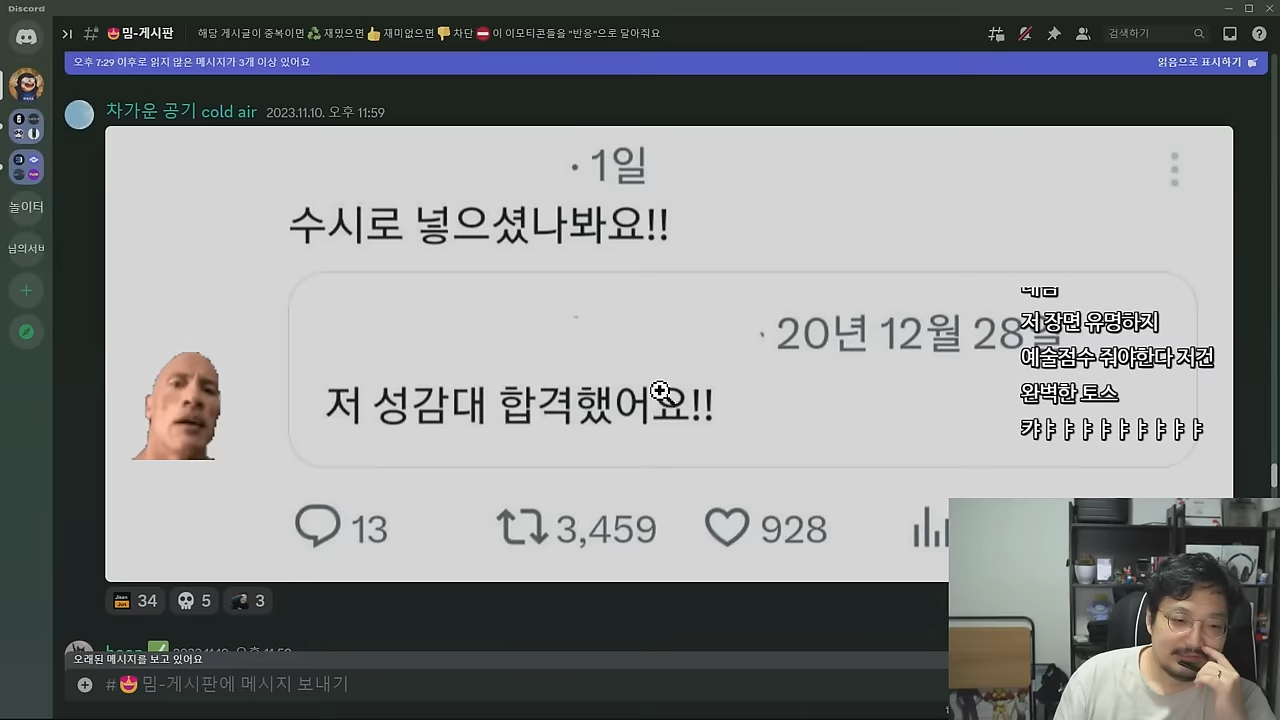 Discord
😍밈-게시판
해당 게시글이 중복이면♻️ 재밌으면👍 재미없으면👎 차단⛔ 이 이모티콘들을 "반응"으로 달아줘요
검색하기
오후 7:29 이후로 읽지 않은 메시지가 3개 이상 있어요
읽음으로 표시하기
차가운 공기 cold air 2023.11.10. 오후 11:59
· 1일
수시로 넣으셨나봐요!!
· 20년 12월 28일
저 성감대 합격했어요!!
13
3,459
928
저 장면 유명하지
예술점수 줘야한다 저건
완벽한 토스
캬ㅑㅑㅑㅑㅑㅑㅑㅑ
놀이터
님의서버
34
5
3
오래된 메시지를 보고 있어요
#😍밈-게시판에 메시지 보내기